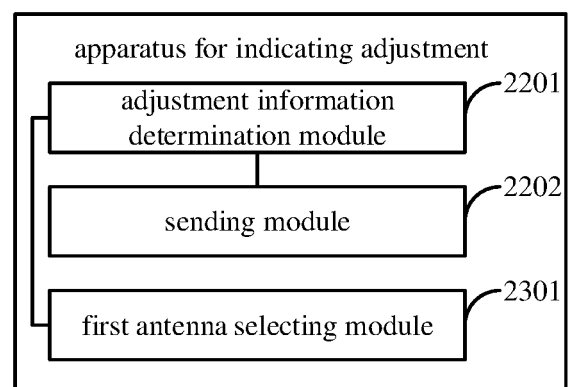 apparatus for indicating adjustment
2201
adjustment information
determination module
2202
sending module
2301
first antenna selecting module